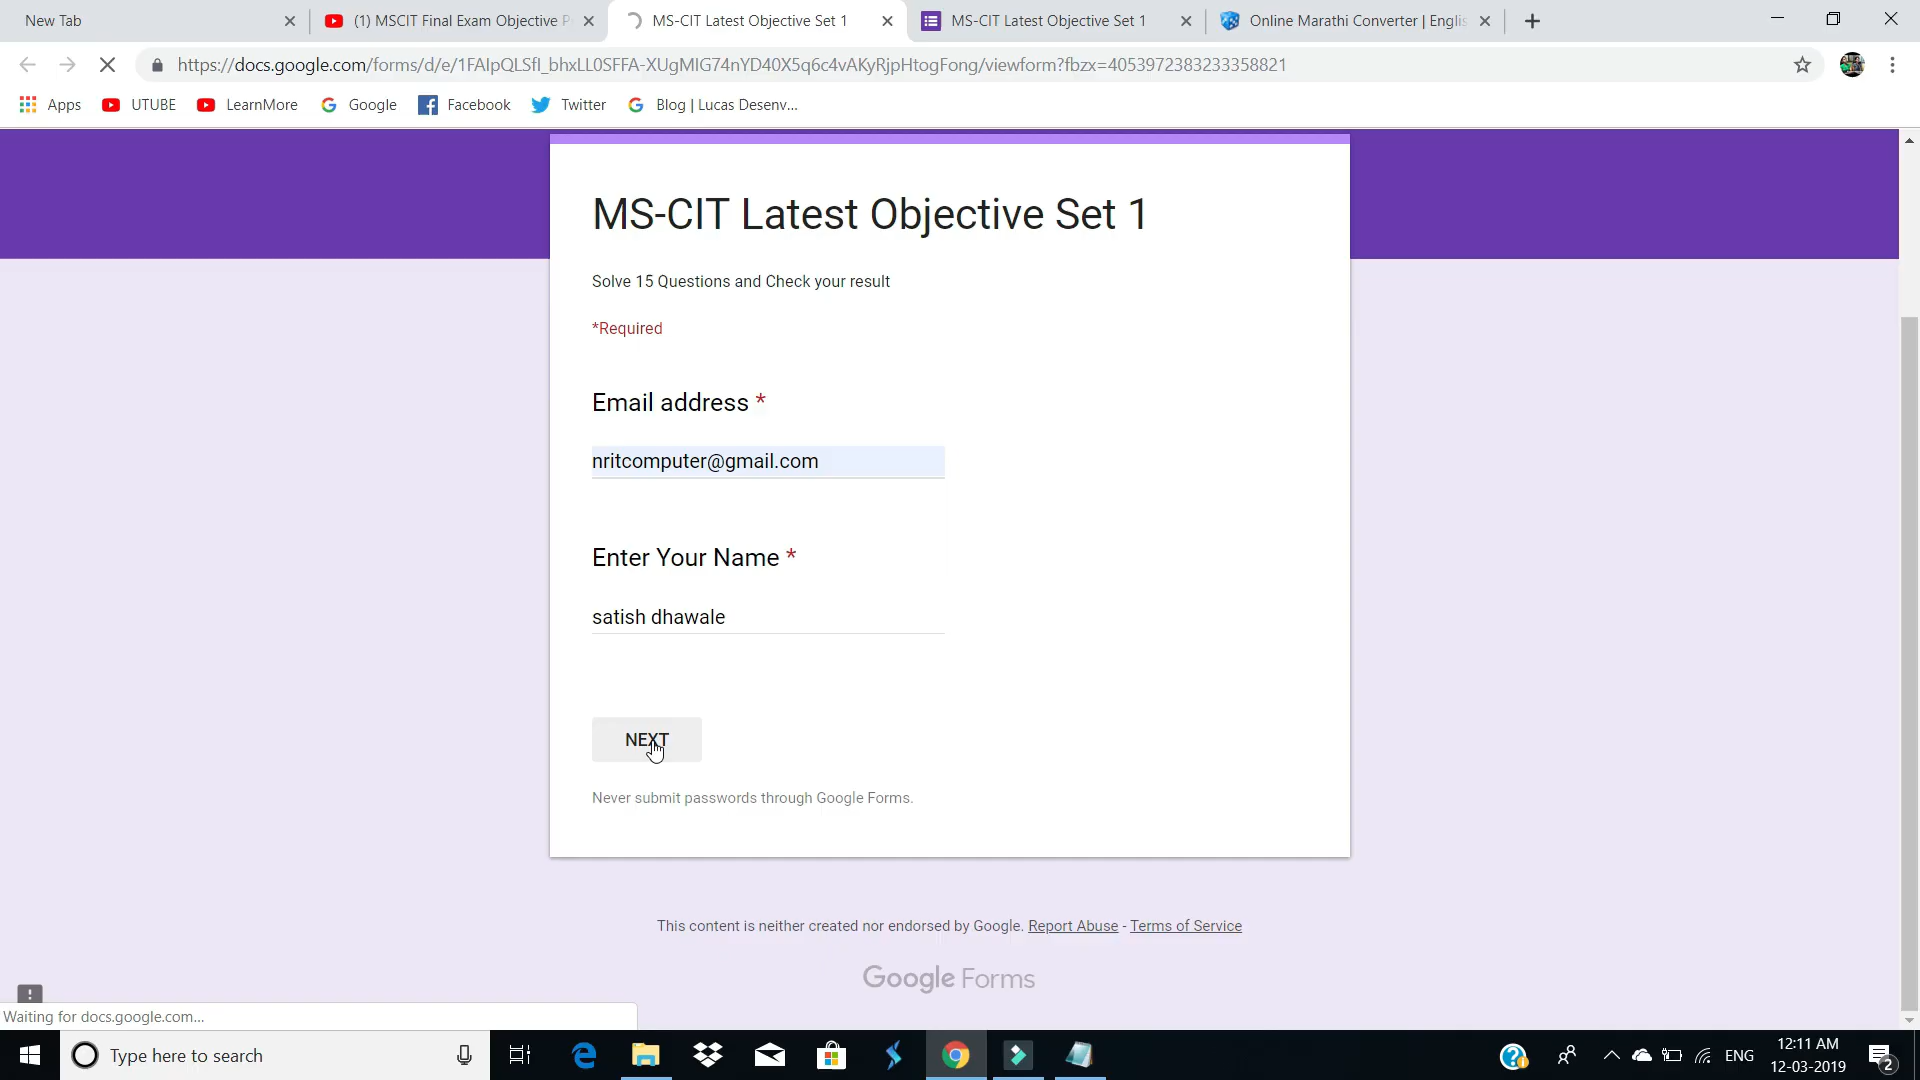 New Tab
(1) MSCIT Final Exam Objective P
MS-CIT Latest Objective Set 1
MS-CIT Latest Objective Set 1
Online Marathi Converter | Englis
https://docs.google.com/forms/d/e/1FAIpQLSfI_bhxLL0SFFA-XUgMIG74nYD40X5q6c4vAKyRjpHtogFong/viewform?fbzx=4053972383233358821
Apps
UTUBE
LearnMore
Google
Facebook
Twitter
Blog | Lucas Desenv...
MS-CIT Latest Objective Set 1
Solve 15 Questions and Check your result
*Required
Email address *
nritcomputer@gmail.com
Enter Your Name *
satish dhawale
NEXT
Never submit passwords through Google Forms.
This content is neither created nor endorsed by Google. Report Abuse - Terms of Service
Google Forms
Waiting for docs.google.com...
Type here to search
ENG
12:11 AM
12-03-2019
2